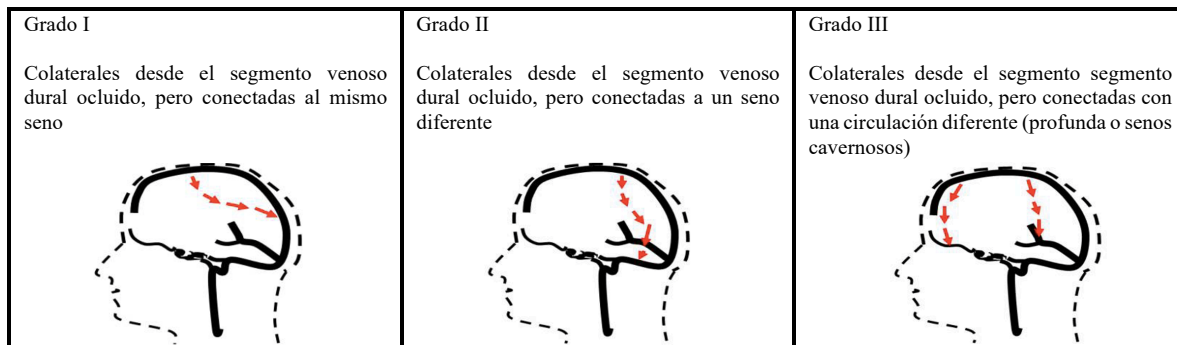 Grado I
Colaterales desde el segmento venoso
dural ocluido, pero conectadas al mismo
seno
Grado II
Colaterales desde el segmento venoso
dural ocluido, pero conectadas a un seno
diferente
Grado III
Colaterales desde el segmento segmento
venoso dural ocluido, pero conectadas con
una circulación diferente (profunda o senos
cavernosos)